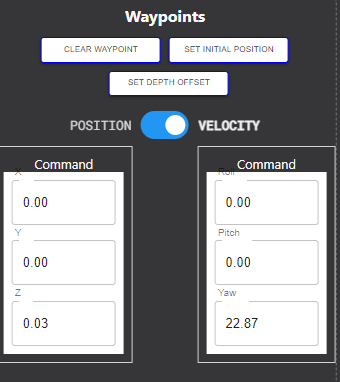 Waypoints
CLEAR WAYPOINT
SET INITIAL POSITION
SET DEPTH OFFSET
POSITION
VELOCITY
Command
X
0.00
Y
0.00
Z
0.03
Command
Roll
0.00
Pitch
0.00
Yaw
22.87